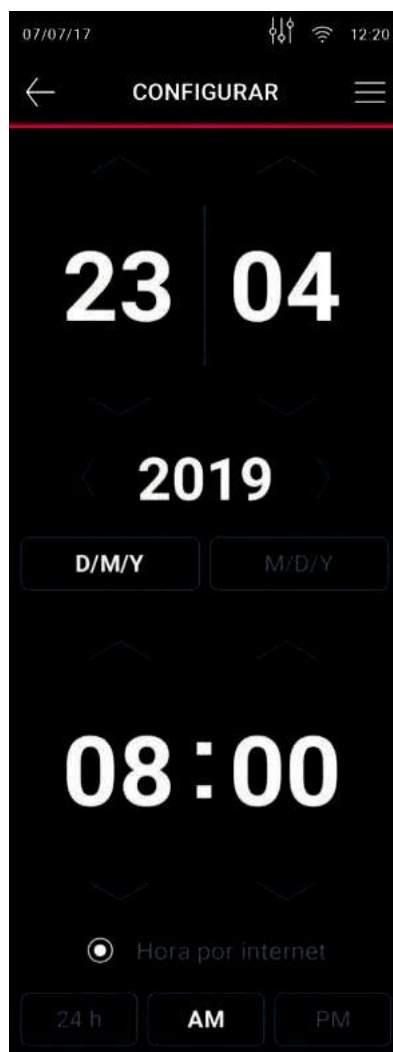 07/07/17 12:20
CONFIGURAR
23 04
2019
D/M/Y M/D/Y
08:00
Hora por internet
24 h AM PM